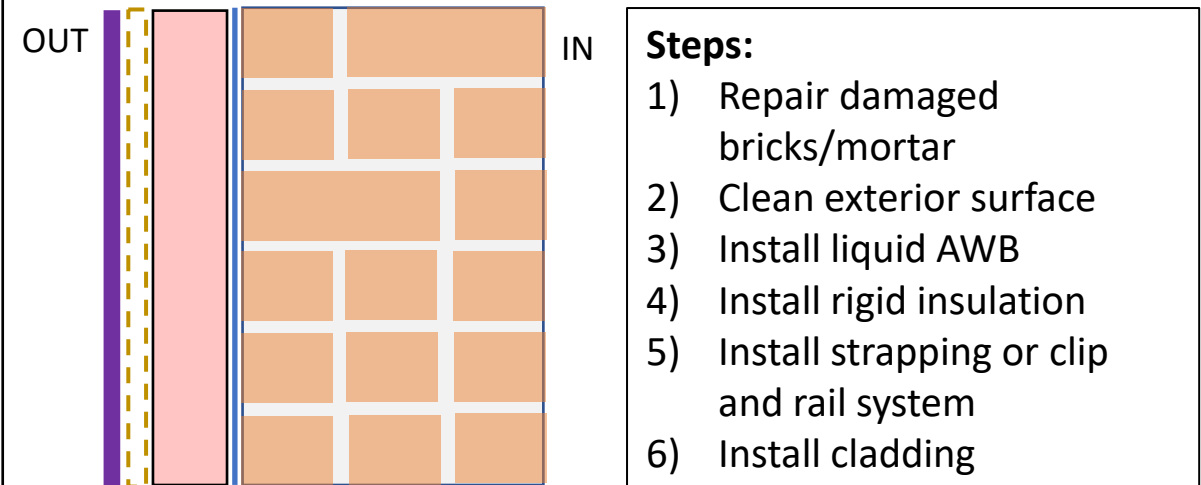 OUT
IN
Steps:
1) Repair damaged
bricks/mortar
2) Clean exterior surface
3) Install liquid AWB
4) Install rigid insulation
5) Install strapping or clip
and rail system
6) Install cladding